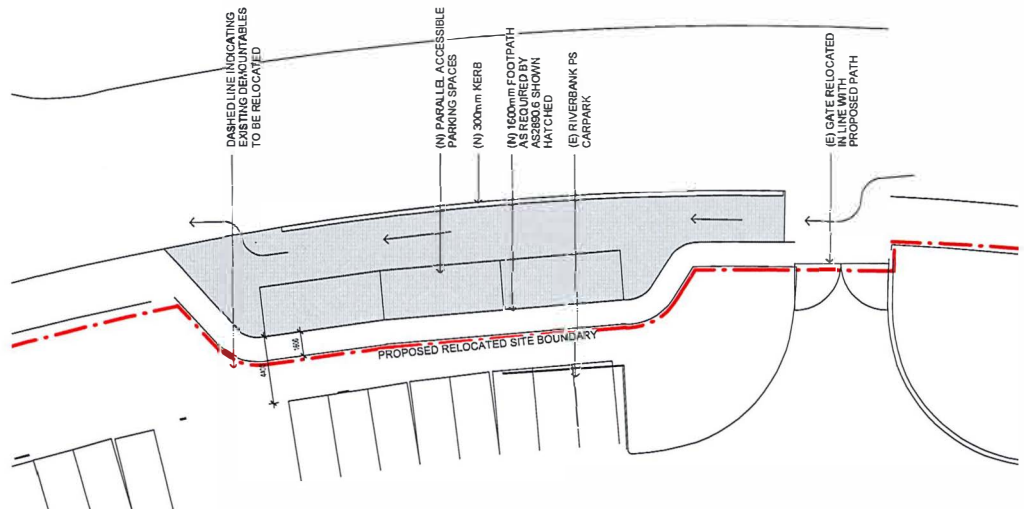 DASHED LINE INDICATING
EXISTING DEMOUNTABLES
TO BE RELOCATED
(N) PARALLEL ACCESSIBLE
PARKING SPACES
(N) 300mm KERB
(N) 1600mm FOOTPATH
AS REQUIRED BY
AS2890.6 SHOWN
HATCHED
(E) RIVERBANK PS
CARPARK
(E) GATE RELOCATED
IN LINE WITH
PROPOSED PATH
1600
PROPOSED RELOCATED SITE BOUNDARY